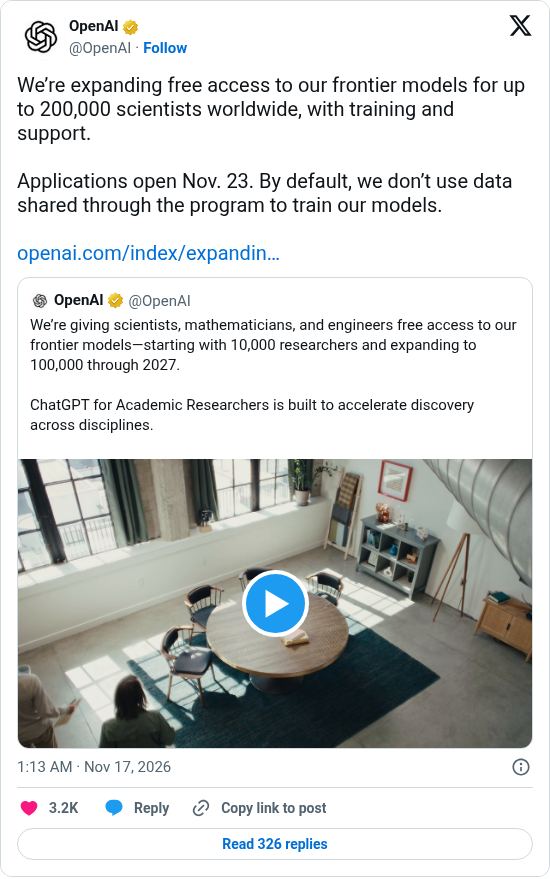 OpenAI
@OpenAI · Follow
We’re expanding free access to our frontier models for up
to 200,000 scientists worldwide, with training and
support.
Applications open Nov. 23. By default, we don’t use data
shared through the program to train our models.
openai.com/index/expandin…
OpenAI @OpenAI
We’re giving scientists, mathematicians, and engineers free access to our
frontier models—starting with 10,000 researchers and expanding to
100,000 through 2027.
ChatGPT for Academic Researchers is built to accelerate discovery
across disciplines.
1:13 AM · Nov 17, 2026
3.2K Reply Copy link to post
Read 326 replies